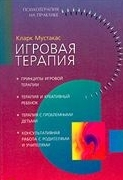 ПСИХОТЕРАПИЯ
НА ПРАКТИКЕ
Кларк Мустакас
ИГРОВАЯ
ТЕРАПИЯ
• ПРИНЦИПЫ ИГРОВОЙ
ТЕРАПИИ
• ТЕРАПИЯ И КРЕАТИВНЫЙ
РЕБЕНОК
• ТЕРАПИЯ С ПРОБЛЕМНЫМИ
ДЕТЬМИ
• КОНСУЛЬТАТИВНАЯ
РАБОТА С РОДИТЕЛЯМИ
И УЧИТЕЛЯМИ